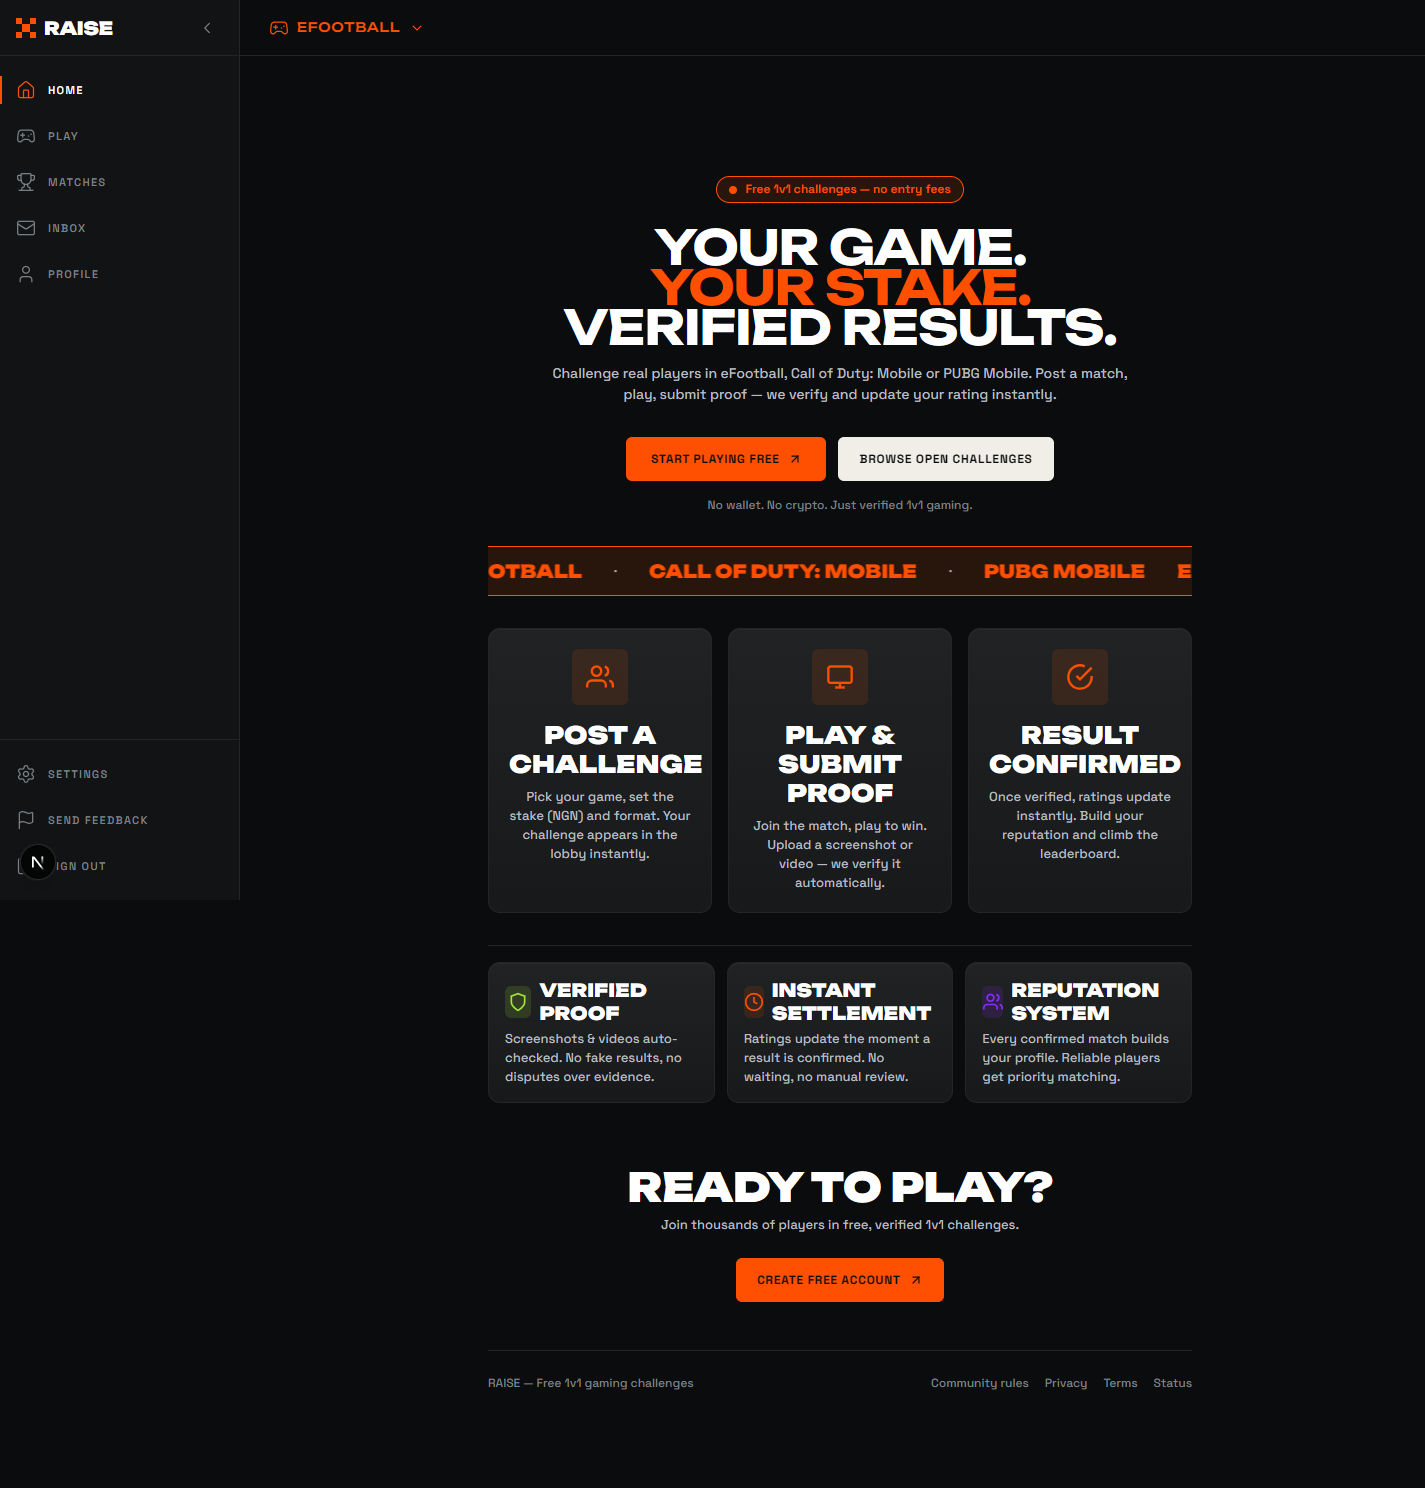 RAISE
EFOOTBALL
HOME
PLAY
MATCHES
INBOX
PROFILE
SETTINGS
SEND FEEDBACK
IGN OUT
N
Free 1v1 challenges — no entry fees
YOUR GAME.
YOUR STAKE.
VERIFIED RESULTS.
Challenge real players in eFootball, Call of Duty: Mobile or PUBG Mobile. Post a match,
play, submit proof — we verify and update your rating instantly.
START PLAYING FREE
BROWSE OPEN CHALLENGES
No wallet. No crypto. Just verified 1v1 gaming.
OTBALL · CALL OF DUTY: MOBILE · PUBG MOBILE E
POST A
CHALLENGE
Pick your game, set the
stake (NGN) and format. Your
challenge appears in the
lobby instantly.
PLAY &
SUBMIT
PROOF
Join the match, play to win.
Upload a screenshot or
video — we verify it
automatically.
RESULT
CONFIRMED
Once verified, ratings update
instantly. Build your
reputation and climb the
leaderboard.
VERIFIED
PROOF
Screenshots & videos auto-
checked. No fake results, no
disputes over evidence.
INSTANT
SETTLEMENT
Ratings update the moment a
result is confirmed. No
waiting, no manual review.
REPUTATION
SYSTEM
Every confirmed match builds
your profile. Reliable players
get priority matching.
READY TO PLAY?
Join thousands of players in free, verified 1v1 challenges.
CREATE FREE ACCOUNT
RAISE — Free 1v1 gaming challenges
Community rules Privacy Terms Status